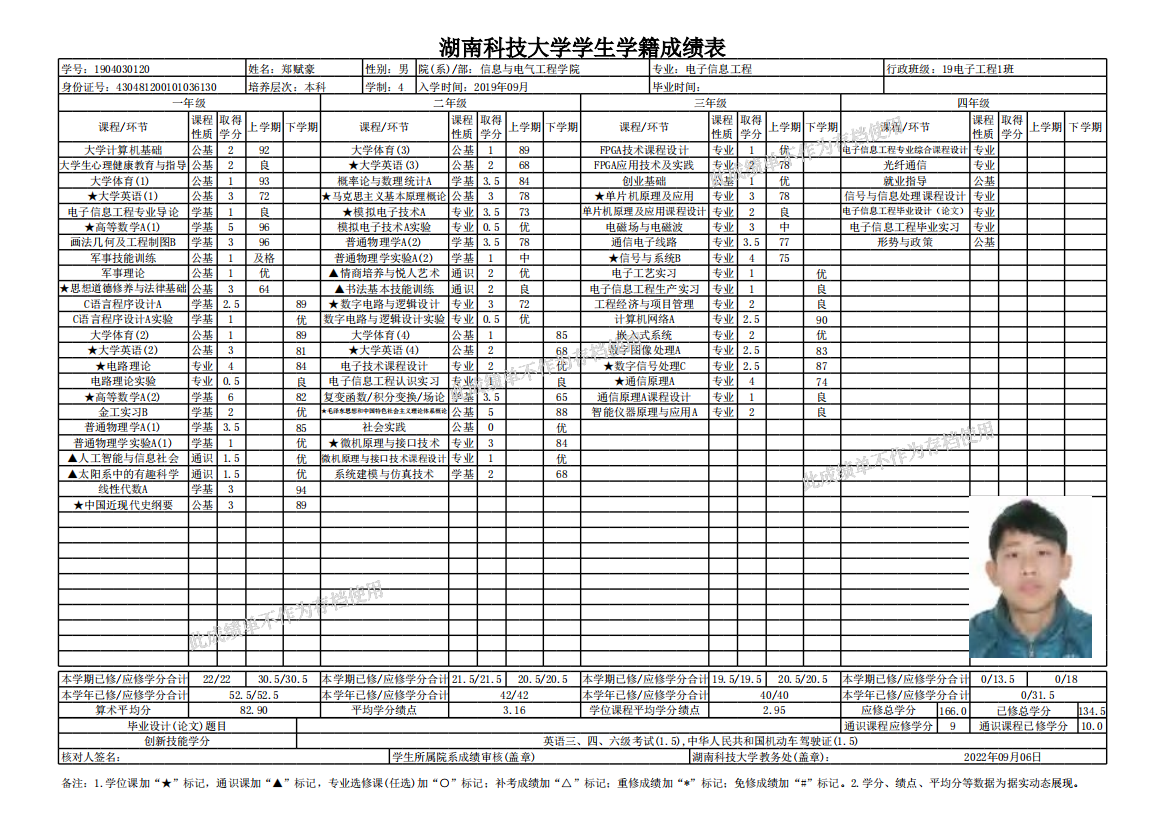 湖南科技大学学生学籍成绩表
学号：1904030120 姓名：郑赋豪 性别：男 院(系)/部：信息与电气工程学院 专业：电子信息工程 行政班级：19电子工程1班
身份证号：430481200101036130 培养层次：本科 学制：4 入学时间：2019年09月 毕业时间：
一年级 二年级 三年级 四年级
课程/环节 课程性质 取得学分 上学期 下学期 课程/环节 课程性质 取得学分 上学期 下学期 课程/环节 课程性质 取得学分 上学期 下学期 课程/环节 课程性质 取得学分 上学期 下学期
大学计算机基础 公基 2 92 大学体育(3) 公基 1 89 FPGA技术课程设计 专业 1 优 电子信息工程专业综合课程设计 专业
大学生心理健康教育与指导 公基 2 良 ★大学英语(3) 公基 2 68 FPGA应用技术及实践 专业 2 78 光纤通信 专业
大学体育(1) 公基 1 93 概率论与数理统计A 学基 3.5 84 创业基础 公基 1 优 就业指导 公基
★大学英语(1) 公基 3 72 ★马克思主义基本原理概论 公基 3 78 ★单片机原理及应用 专业 3 78 信号与信息处理课程设计 专业
电子信息工程专业导论 学基 1 良 ★模拟电子技术A 专业 3.5 73 单片机原理及应用课程设计 专业 2 良 电子信息工程毕业设计（论文） 专业
★高等数学A(1) 学基 5 96 模拟电子技术A实验 专业 0.5 优 电磁场与电磁波 专业 3 中 电子信息工程毕业实习 专业
画法几何及工程制图B 学基 3 96 普通物理学A(2) 学基 3.5 78 通信电子线路 专业 3.5 77 形势与政策 公基
军事技能训练 公基 1 及格 普通物理学实验A(2) 学基 1 中 ★信号与系统B 专业 4 75
军事理论 公基 1 优 ▲情商培养与悦人艺术 通识 2 优 电子工艺实习 专业 1 优
★思想道德修养与法律基础 公基 3 64 ▲书法基本技能训练 通识 2 良 电子信息工程生产实习 专业 1 良
C语言程序设计A 学基 2.5 89 ★数字电路与逻辑设计 专业 3 72 工程经济与项目管理 专业 2 良
C语言程序设计A实验 学基 1 优 数字电路与逻辑设计实验 专业 0.5 优 计算机网络A 专业 2.5 90
大学体育(2) 公基 1 89 大学体育(4) 公基 1 85 嵌入式系统 专业 2 优
★大学英语(2) 公基 3 81 ★大学英语(4) 公基 2 68 数字图像处理A 专业 2.5 83
★电路理论 专业 4 84 电子技术课程设计 专业 2 优 ★数字信号处理C 专业 2.5 87
电路理论实验 专业 0.5 良 电子信息工程认识实习 专业 1 良 ★通信原理A 专业 4 74
★高等数学A(2) 学基 6 82 复变函数/积分变换/场论 学基 3.5 65 通信原理A课程设计 专业 1 良
金工实习B 学基 2 优 ★毛泽东思想和中国特色社会主义理论体系概论 公基 5 88 智能仪器原理与应用A 专业 2 良
普通物理学A(1) 学基 3.5 85 社会实践 公基 0 优
普通物理学实验A(1) 学基 1 优 ★微机原理与接口技术 专业 3 84
▲人工智能与信息社会 通识 1.5 优 微机原理与接口技术课程设计 专业 1 优
▲太阳系中的有趣科学 通识 1.5 优 系统建模与仿真技术 学基 2 68
线性代数A 学基 3 94
★中国近现代史纲要 公基 3 89
此成绩单不作为存档使用
此成绩单不作为存档使用
此成绩单不作为存档使用
此成绩单不作为存档使用
本学期已修/应修学分合计 22/22 30.5/30.5 本学期已修/应修学分合计 21.5/21.5 20.5/20.5 本学期已修/应修学分合计 19.5/19.5 20.5/20.5 本学期已修/应修学分合计 0/13.5 0/18
本学年已修/应修学分合计 52.5/52.5 本学年已修/应修学分合计 42/42 本学年已修/应修学分合计 40/40 本学年已修/应修学分合计 0/31.5
算术平均分 82.90 平均学分绩点 3.16 学位课程平均学分绩点 2.95 应修总学分 166.0 已修总学分 134.5
毕业设计(论文)题目 通识课程应修学分 9 通识课程已修学分 10.0
创新技能学分 英语三、四、六级考试(1.5),中华人民共和国机动车驾驶证(1.5)
核对人签名： 学生所属院系成绩审核(盖章) 湖南科技大学教务处(盖章)： 2022年09月06日
备注：1.学位课加“★”标记，通识课加“▲”标记，专业选修课(任选)加“〇”标记；补考成绩加“△”标记；重修成绩加“*”标记；免修成绩加“#”标记。2.学分、绩点、平均分等数据为据实动态展现。